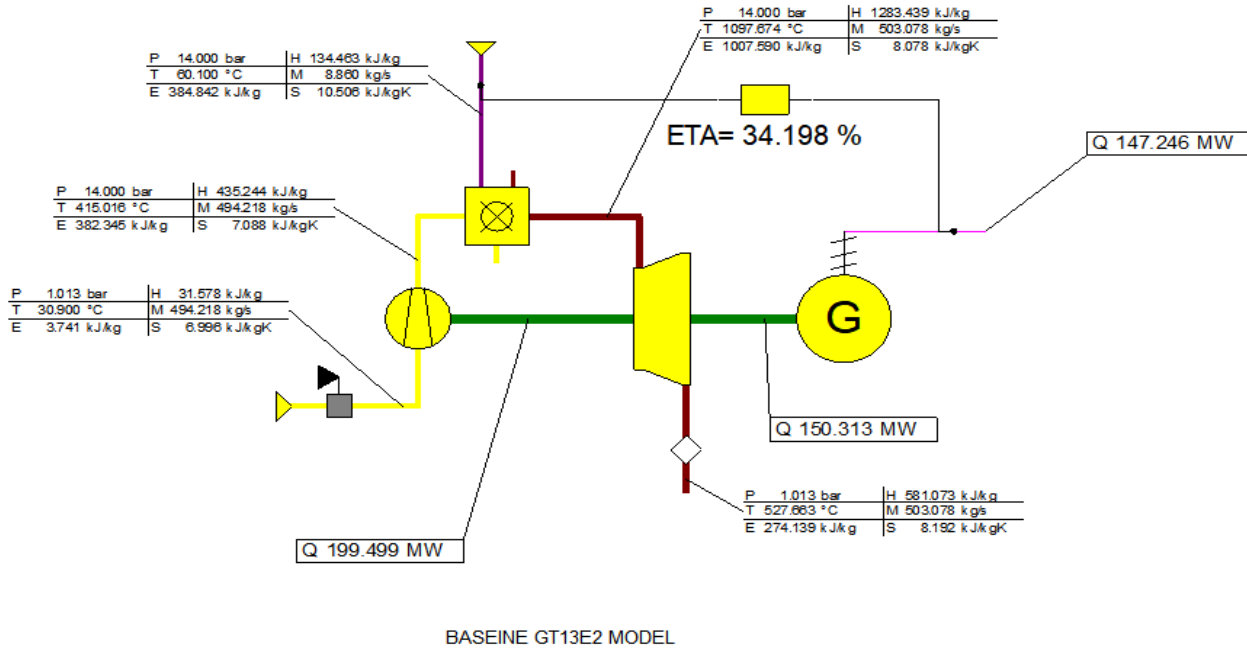 P 14.000 bar H 1283.439 kJ/kg
T 1097.674 °C M 503.078 kg/s
E 1007.590 kJ/kg S 8.078 kJ/kgK
P 14.000 bar H 134.463 kJ/kg
T 60.100 °C M 8.860 kg/s
E 384.842 kJ/kg S 10.506 kJ/kgK
ETA= 34.198 %
Q 147.246 MW
P 14.000 bar H 435.244 kJ/kg
T 415.016 °C M 494.218 kg/s
E 382.345 kJ/kg S 7.088 kJ/kgK
P 1.013 bar H 31.578 kJ/kg
T 30.900 °C M 494.218 kg/s
E 3.741 kJ/kg S 6.996 kJ/kgK
G
Q 150.313 MW
P 1.013 bar H 581.073 kJ/kg
T 527.663 °C M 503.078 kg/s
E 274.139 kJ/kg S 8.192 kJ/kgK
Q 199.499 MW
BASEINE GT13E2 MODEL